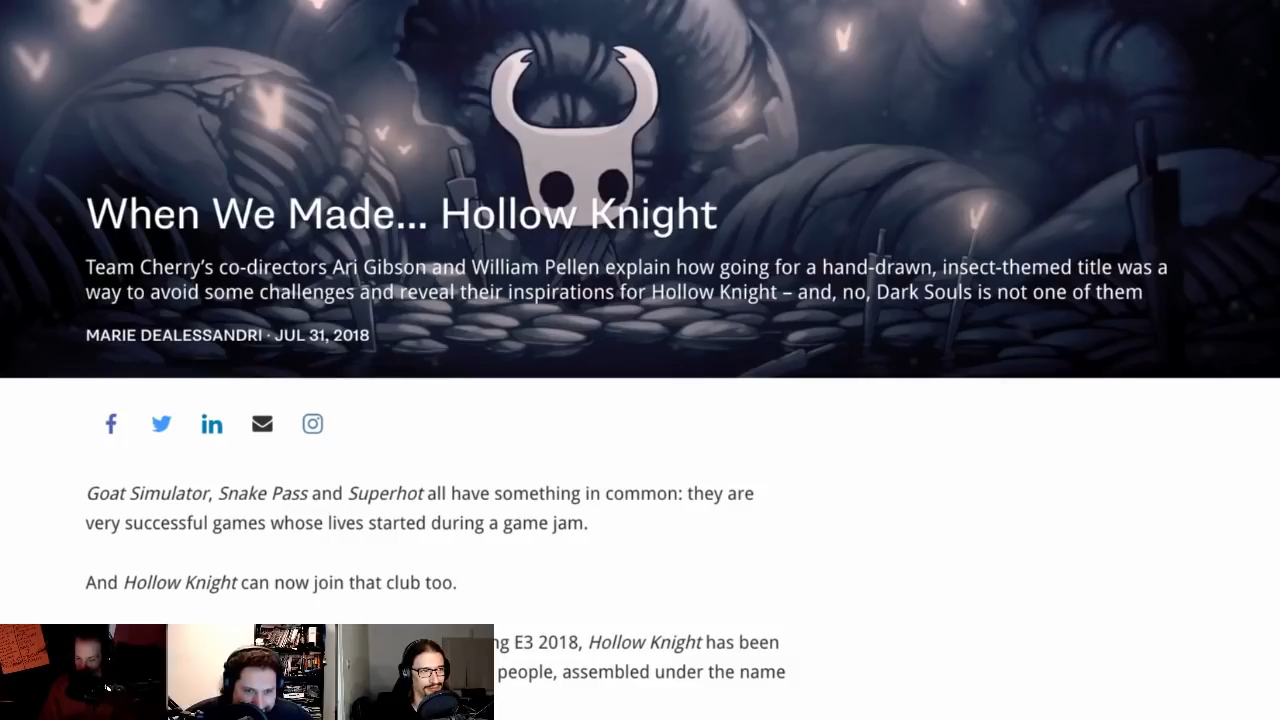 When We Made... Hollow Knight
Team Cherry’s co-directors Ari Gibson and William Pellen explain how going for a hand-drawn, insect-themed title was a
way to avoid some challenges and reveal their inspirations for Hollow Knight – and, no, Dark Souls is not one of them
MARIE DEALESSANDRI · JUL 31, 2018
Goat Simulator, Snake Pass and Superhot all have something in common: they are
very successful games whose lives started during a game jam.
And Hollow Knight can now join that club too.
E3 2018, Hollow Knight has been
people, assembled under the name